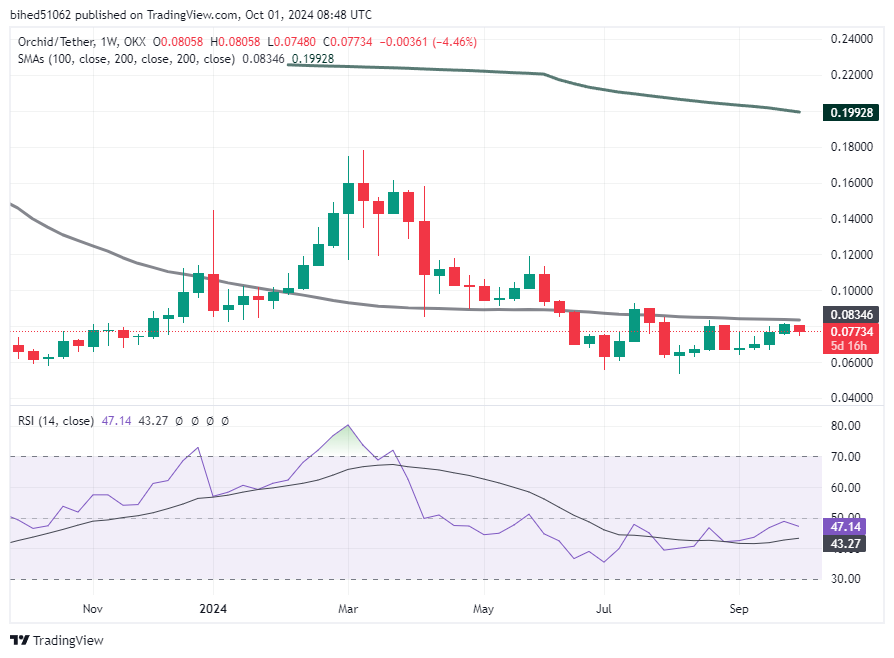 bihed51062 published on TradingView.com, Oct 01, 2024 08:48 UTC
Orchid/Tether, 1W, OKX O0.08058 H0.08058 L0.07480 C0.07734 −0.00361 (−4.46%)
SMAs (100, close, 200, close, 200, close) 0.08346 0.19928
0.24000
0.22000
0.19928
0.18000
0.16000
0.14000
0.12000
0.10000
0.08346
0.07734
5d 16h
0.06000
0.04000
RSI (14, close) 47.14 43.27 Ø Ø Ø Ø
80.00
70.00
60.00
50.00
47.14
43.27
30.00
Nov 2024 Mar May Jul Sep
TradingView